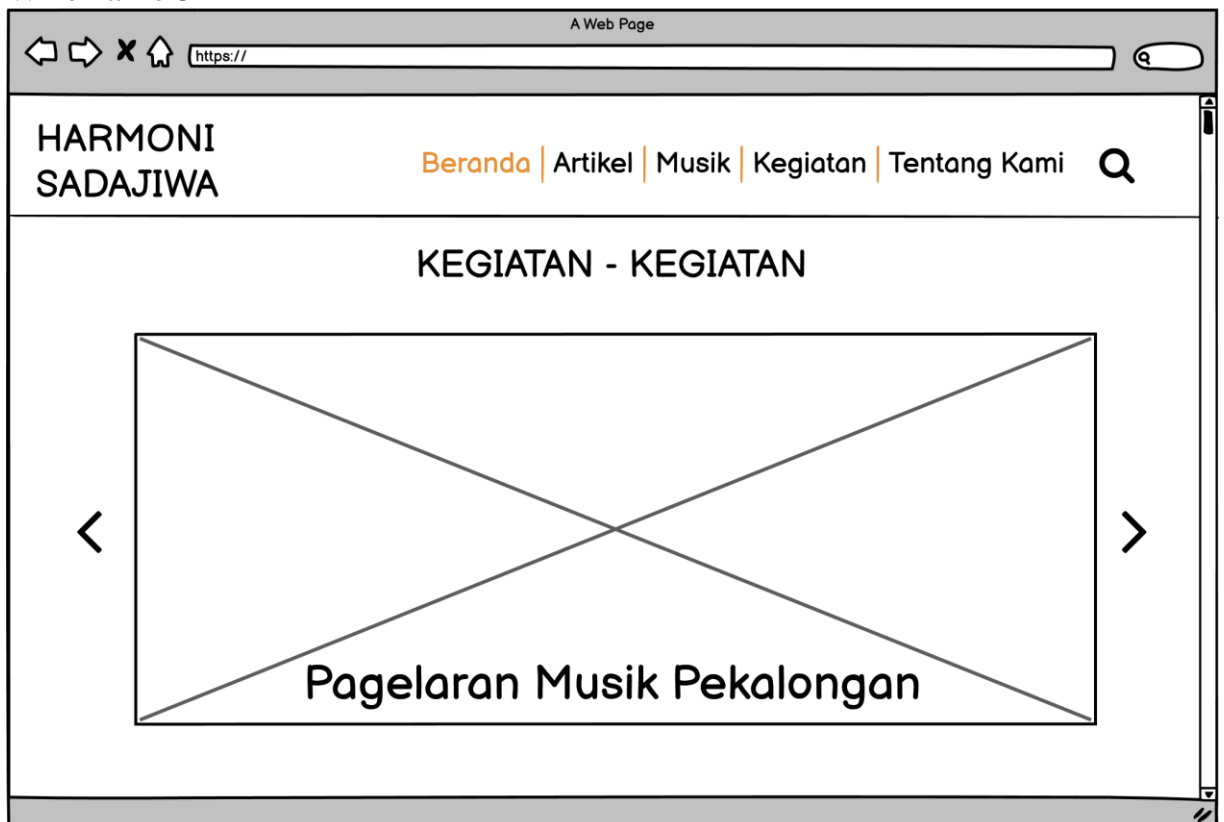 A Web Page
https://
HARMONI
SADAJIWA
Beranda | Artikel | Musik | Kegiatan | Tentang Kami
KEGIATAN - KEGIATAN
Pagelaran Musik Pekalongan